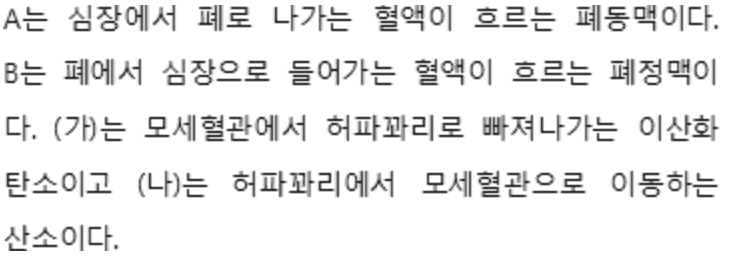 A는 심장에서 폐로 나가는 혈액이 흐르는 폐동맥이다.
B는 폐에서 심장으로 들어가는 혈액이 흐르는 폐정맥이
다. (가)는 모세혈관에서 허파꽈리로 빠져나가는 이산화
탄소이고 (나)는 허파꽈리에서 모세혈관으로 이동하는
산소이다.